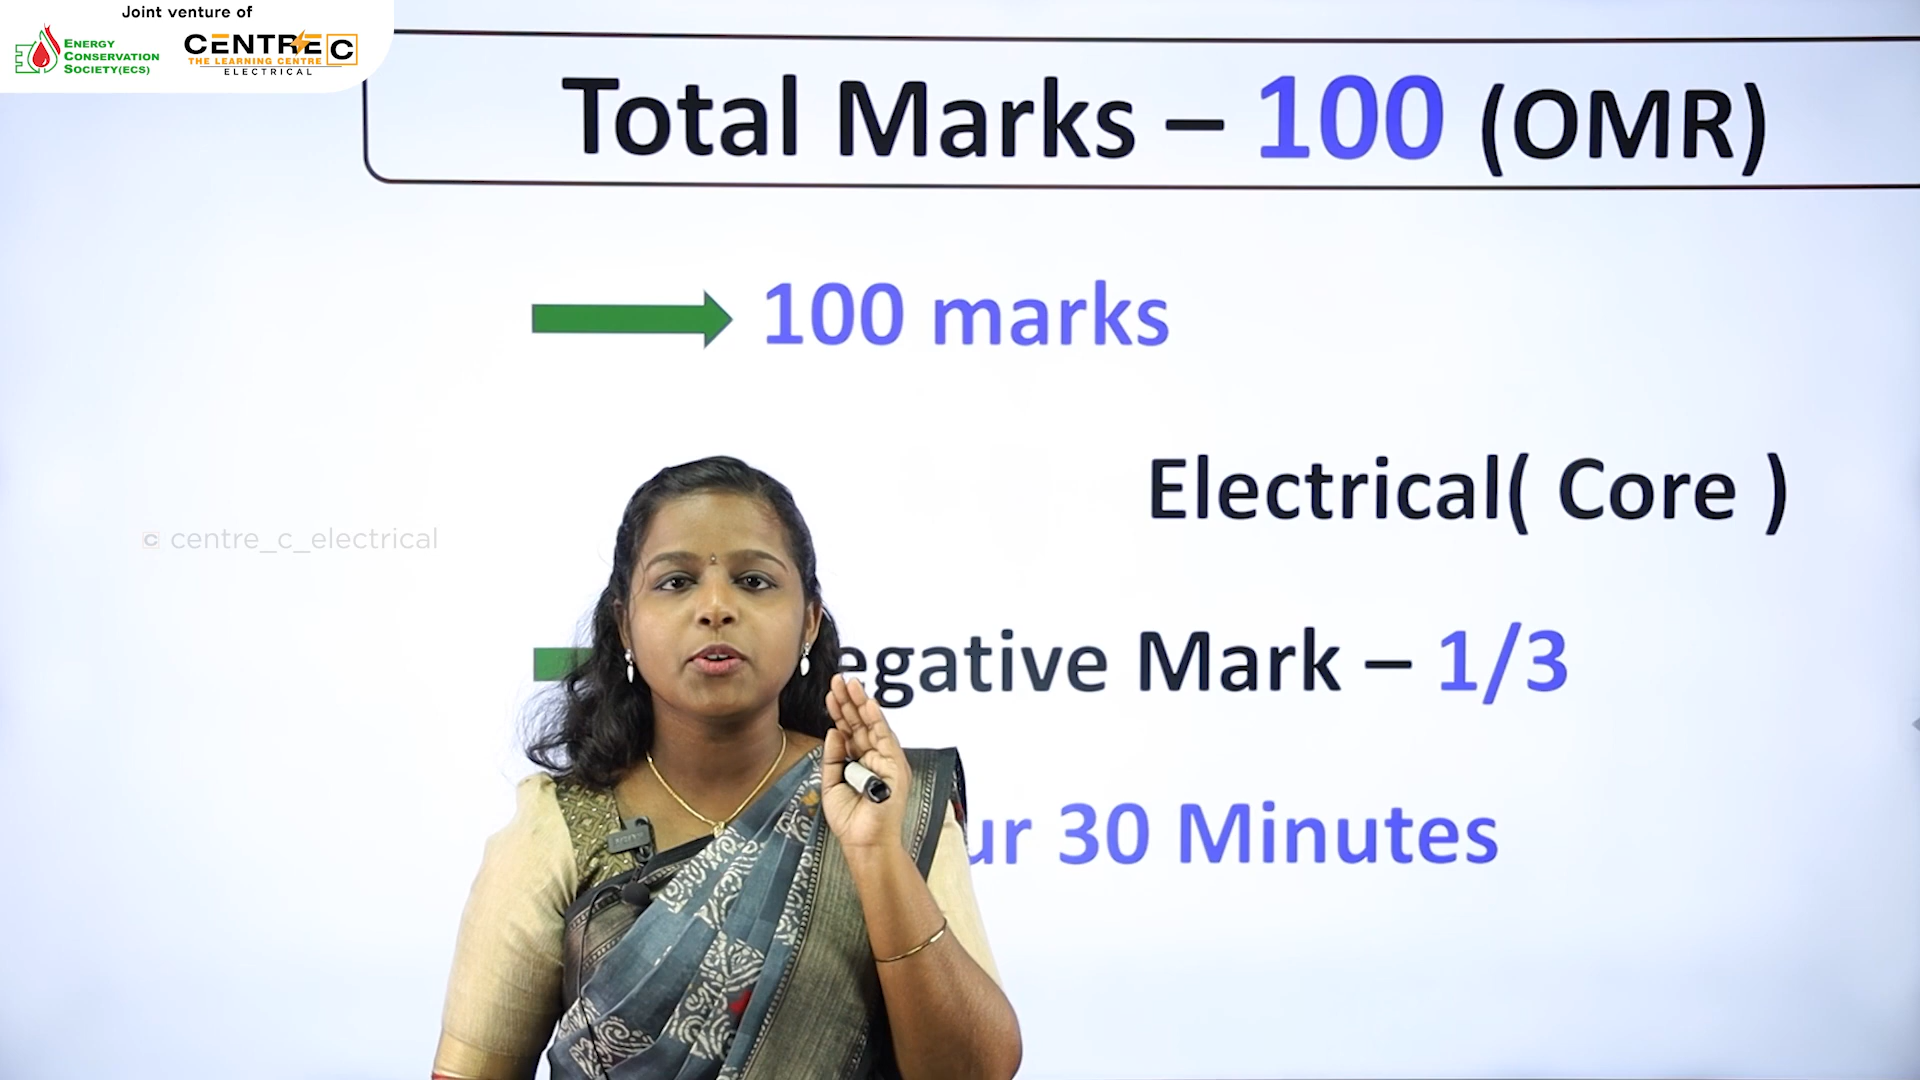 Joint venture of
ENERGY
CONSERVATION
SOCIETY(ECS)
CENTRE C
THE LEARNING CENTRE
ELECTRICAL
Total Marks – 100 (OMR)
100 marks
Electrical( Core )
c centre_c_electrical
egative Mark – 1/3
ur 30 Minutes